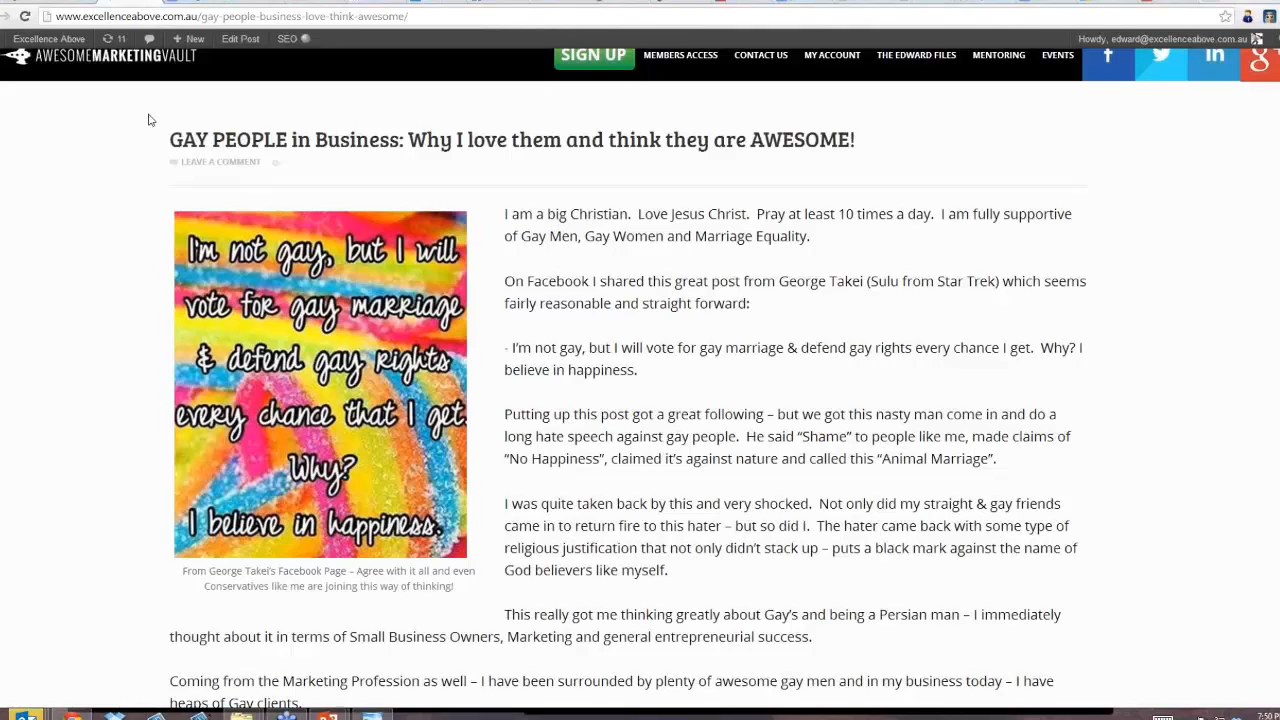 www.excellenceabove.com.au/gay-people-business-love-think-awesome/
Excellence Above 11 New Edit Post SEO Howdy, edward@excellenceabove.com.au
AWESOMEMARKETINGVAULT SIGN UP MEMBERS ACCESS CONTACT US MY ACCOUNT THE EDWARD FILES MENTORING EVENTS
GAY PEOPLE in Business: Why I love them and think they are AWESOME!
LEAVE A COMMENT
I'm not gay, but I will
vote for gay marriage
& defend gay rights
every chance that I get.
Why?
I believe in happiness.
From George Takei's Facebook Page – Agree with it all and even
Conservatives like me are joining this way of thinking!
I am a big Christian. Love Jesus Christ. Pray at least 10 times a day. I am fully supportive
of Gay Men, Gay Women and Marriage Equality.
On Facebook I shared this great post from George Takei (Sulu from Star Trek) which seems
fairly reasonable and straight forward:
- I'm not gay, but I will vote for gay marriage & defend gay rights every chance I get. Why? I
believe in happiness.
Putting up this post got a great following – but we got this nasty man come in and do a
long hate speech against gay people. He said “Shame” to people like me, made claims of
“No Happiness”, claimed it's against nature and called this “Animal Marriage”.
I was quite taken back by this and very shocked. Not only did my straight & gay friends
came in to return fire to this hater – but so did I. The hater came back with some type of
religious justification that not only didn't stack up – puts a black mark against the name of
God believers like myself.
This really got me thinking greatly about Gay's and being a Persian man – I immediately
thought about it in terms of Small Business Owners, Marketing and general entrepreneurial success.
Coming from the Marketing Profession as well – I have been surrounded by plenty of awesome gay men and in my business today – I have
heaps of Gay clients.
7:50 P